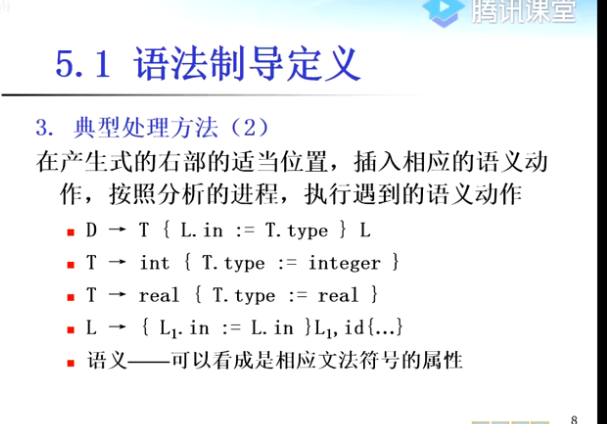 腾讯课堂
5.1 语法制导定义
3. 典型处理方法（2）
在产生式的右部的适当位置，插入相应的语义动
作，按照分析的进程，执行遇到的语义动作
▪ D → T { L.in := T.type } L
▪ T → int { T.type := integer }
▪ T → real { T.type := real }
▪ L → { L₁.in := L.in }L₁,id{…}
▪ 语义——可以看成是相应文法符号的属性
8